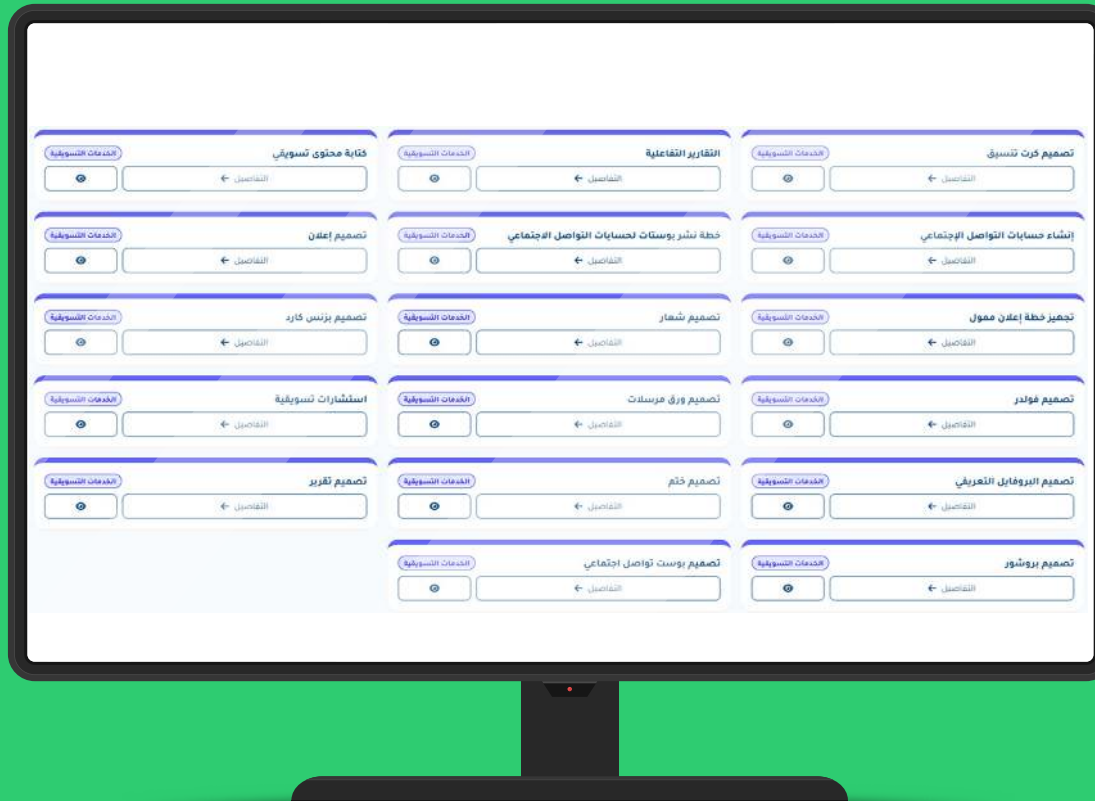 تصميم كرت تنسيق
الخدمات التسويقية
التفاصيل ←
التقارير التفاعلية
الخدمات التسويقية
التفاصيل ←
كتابة محتوى تسويقي
الخدمات التسويقية
التفاصيل ←
إنشاء حسابات التواصل الإجتماعي
الخدمات التسويقية
التفاصيل ←
خطة نشر بوستات لحسابات التواصل الاجتماعي
الخدمات التسويقية
التفاصيل ←
تصميم إعلان
الخدمات التسويقية
التفاصيل ←
تجهيز خطة إعلان ممول
الخدمات التسويقية
التفاصيل ←
تصميم شعار
الخدمات التسويقية
التفاصيل ←
تصميم بزنس كارد
الخدمات التسويقية
التفاصيل ←
تصميم فولدر
الخدمات التسويقية
التفاصيل ←
تصميم ورق مرسلات
الخدمات التسويقية
التفاصيل ←
استشارات تسويقية
الخدمات التسويقية
التفاصيل ←
تصميم البروفايل التعريفي
الخدمات التسويقية
التفاصيل ←
تصميم ختم
الخدمات التسويقية
التفاصيل ←
تصميم تقرير
الخدمات التسويقية
التفاصيل ←
تصميم بروشور
الخدمات التسويقية
التفاصيل ←
تصميم بوست تواصل اجتماعي
الخدمات التسويقية
التفاصيل ←